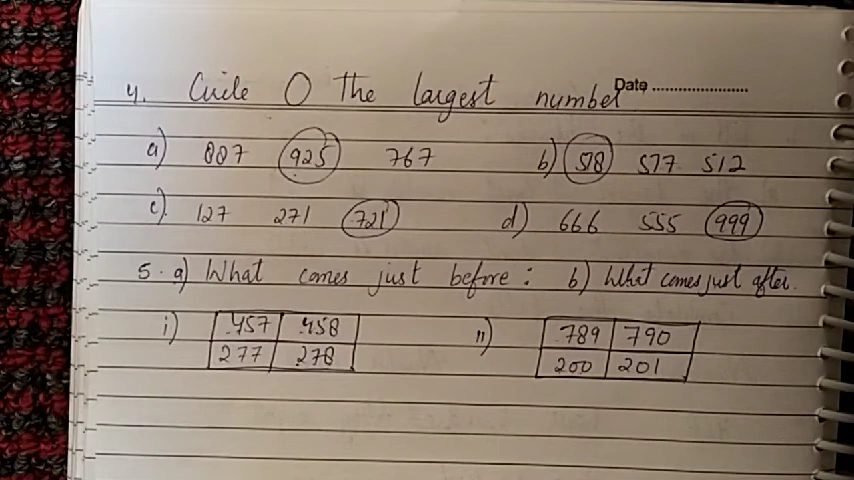 Date ....................
4. Circle O The largest number
a) 887 925 767 b) 578 577 512
c). 127 271 721 d) 666 555 999
5. a) What comes just before : b) What comes just after.
i) 457 458 ii) 789 790
277 278 200 201